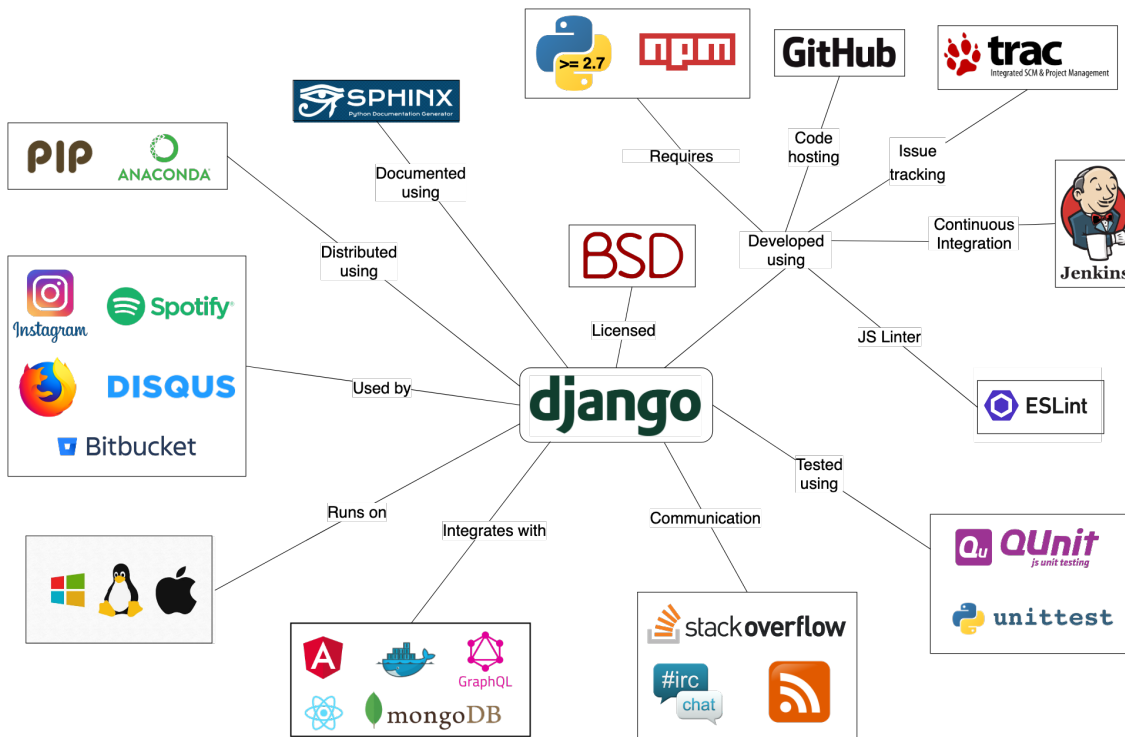 >= 2.7
npm
GitHub
trac
Integrated SCM & Project Management
SPHINX
Python Documentation Generator
PIP
ANACONDA
Requires
Code
hosting
Issue
tracking
Documented
using
Distributed
using
BSD
Developed
using
Continuous
Integration
Jenkins
Instagram
Spotify
DISQUS
Bitbucket
Licensed
JS Linter
Used by
django
ESLint
Tested
using
Runs on
Integrates with
Communication
Qu
QUnit
js unit testing
unittest
A
GraphQL
mongoDB
stackoverflow
#irc
chat